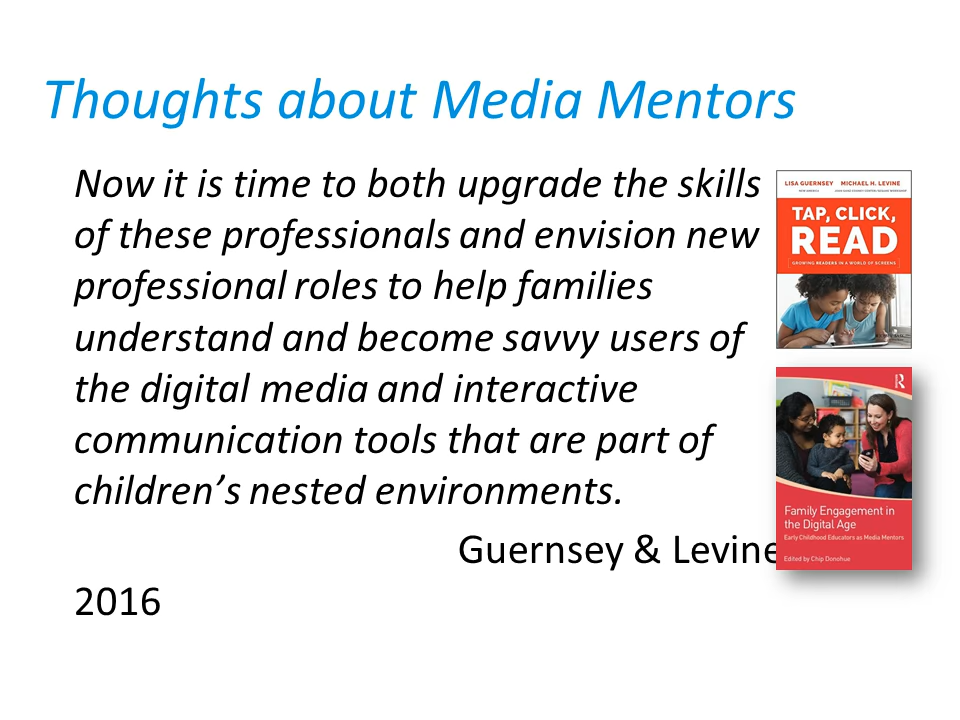 Thoughts about Media Mentors
Now it is time to both upgrade the skills
of these professionals and envision new
professional roles to help families
understand and become savvy users of
the digital media and interactive
communication tools that are part of
children’s nested environments.
Guernsey & Levine
2016
LISA GUERNSEY MICHAEL H. LEVINE
NEW AMERICA
TAP, CLICK,
READ
GROWING READERS IN A WORLD OF SCREENS
R
Family Engagement in
the Digital Age
Early Childhood Educators as Media Mentors
Edited by Chip Donohue